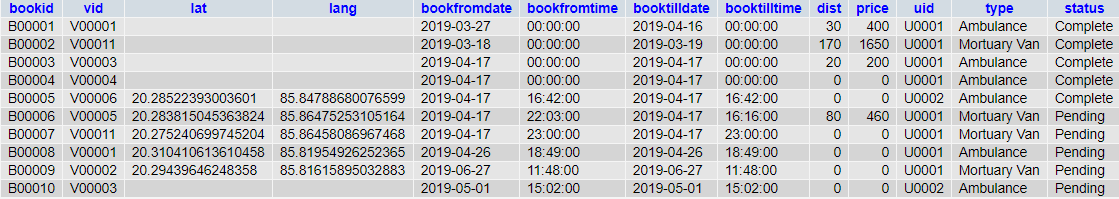 bookid vid lat lang bookfromdate bookfromtime booktilldate booktilltime dist price uid type status
B00001 V00001 2019-03-27 00:00:00 2019-04-16 00:00:00 30 400 U0001 Ambulance Complete
B00002 V00011 2019-03-18 00:00:00 2019-03-19 00:00:00 170 1650 U0001 Mortuary Van Complete
B00003 V00003 2019-04-17 00:00:00 2019-04-17 00:00:00 20 200 U0001 Ambulance Complete
B00004 V00004 2019-04-17 00:00:00 2019-04-17 00:00:00 0 0 U0001 Ambulance Complete
B00005 V00006 20.28522393003601 85.84788680076599 2019-04-17 16:42:00 2019-04-17 16:42:00 0 0 U0002 Ambulance Complete
B00006 V00005 20.283815045363824 85.86475253105164 2019-04-17 22:03:00 2019-04-17 16:16:00 80 460 U0001 Mortuary Van Pending
B00007 V00011 20.275240699745204 85.86458086967468 2019-04-17 23:00:00 2019-04-17 23:00:00 0 0 U0001 Mortuary Van Pending
B00008 V00001 20.310410613610458 85.81954926252365 2019-04-26 18:49:00 2019-04-26 18:49:00 0 0 U0001 Ambulance Pending
B00009 V00002 20.29439646248358 85.81615895032883 2019-06-27 11:48:00 2019-06-27 11:48:00 0 0 U0001 Mortuary Van Pending
B00010 V00003 2019-05-01 15:02:00 2019-05-01 15:02:00 0 0 U0002 Ambulance Pending